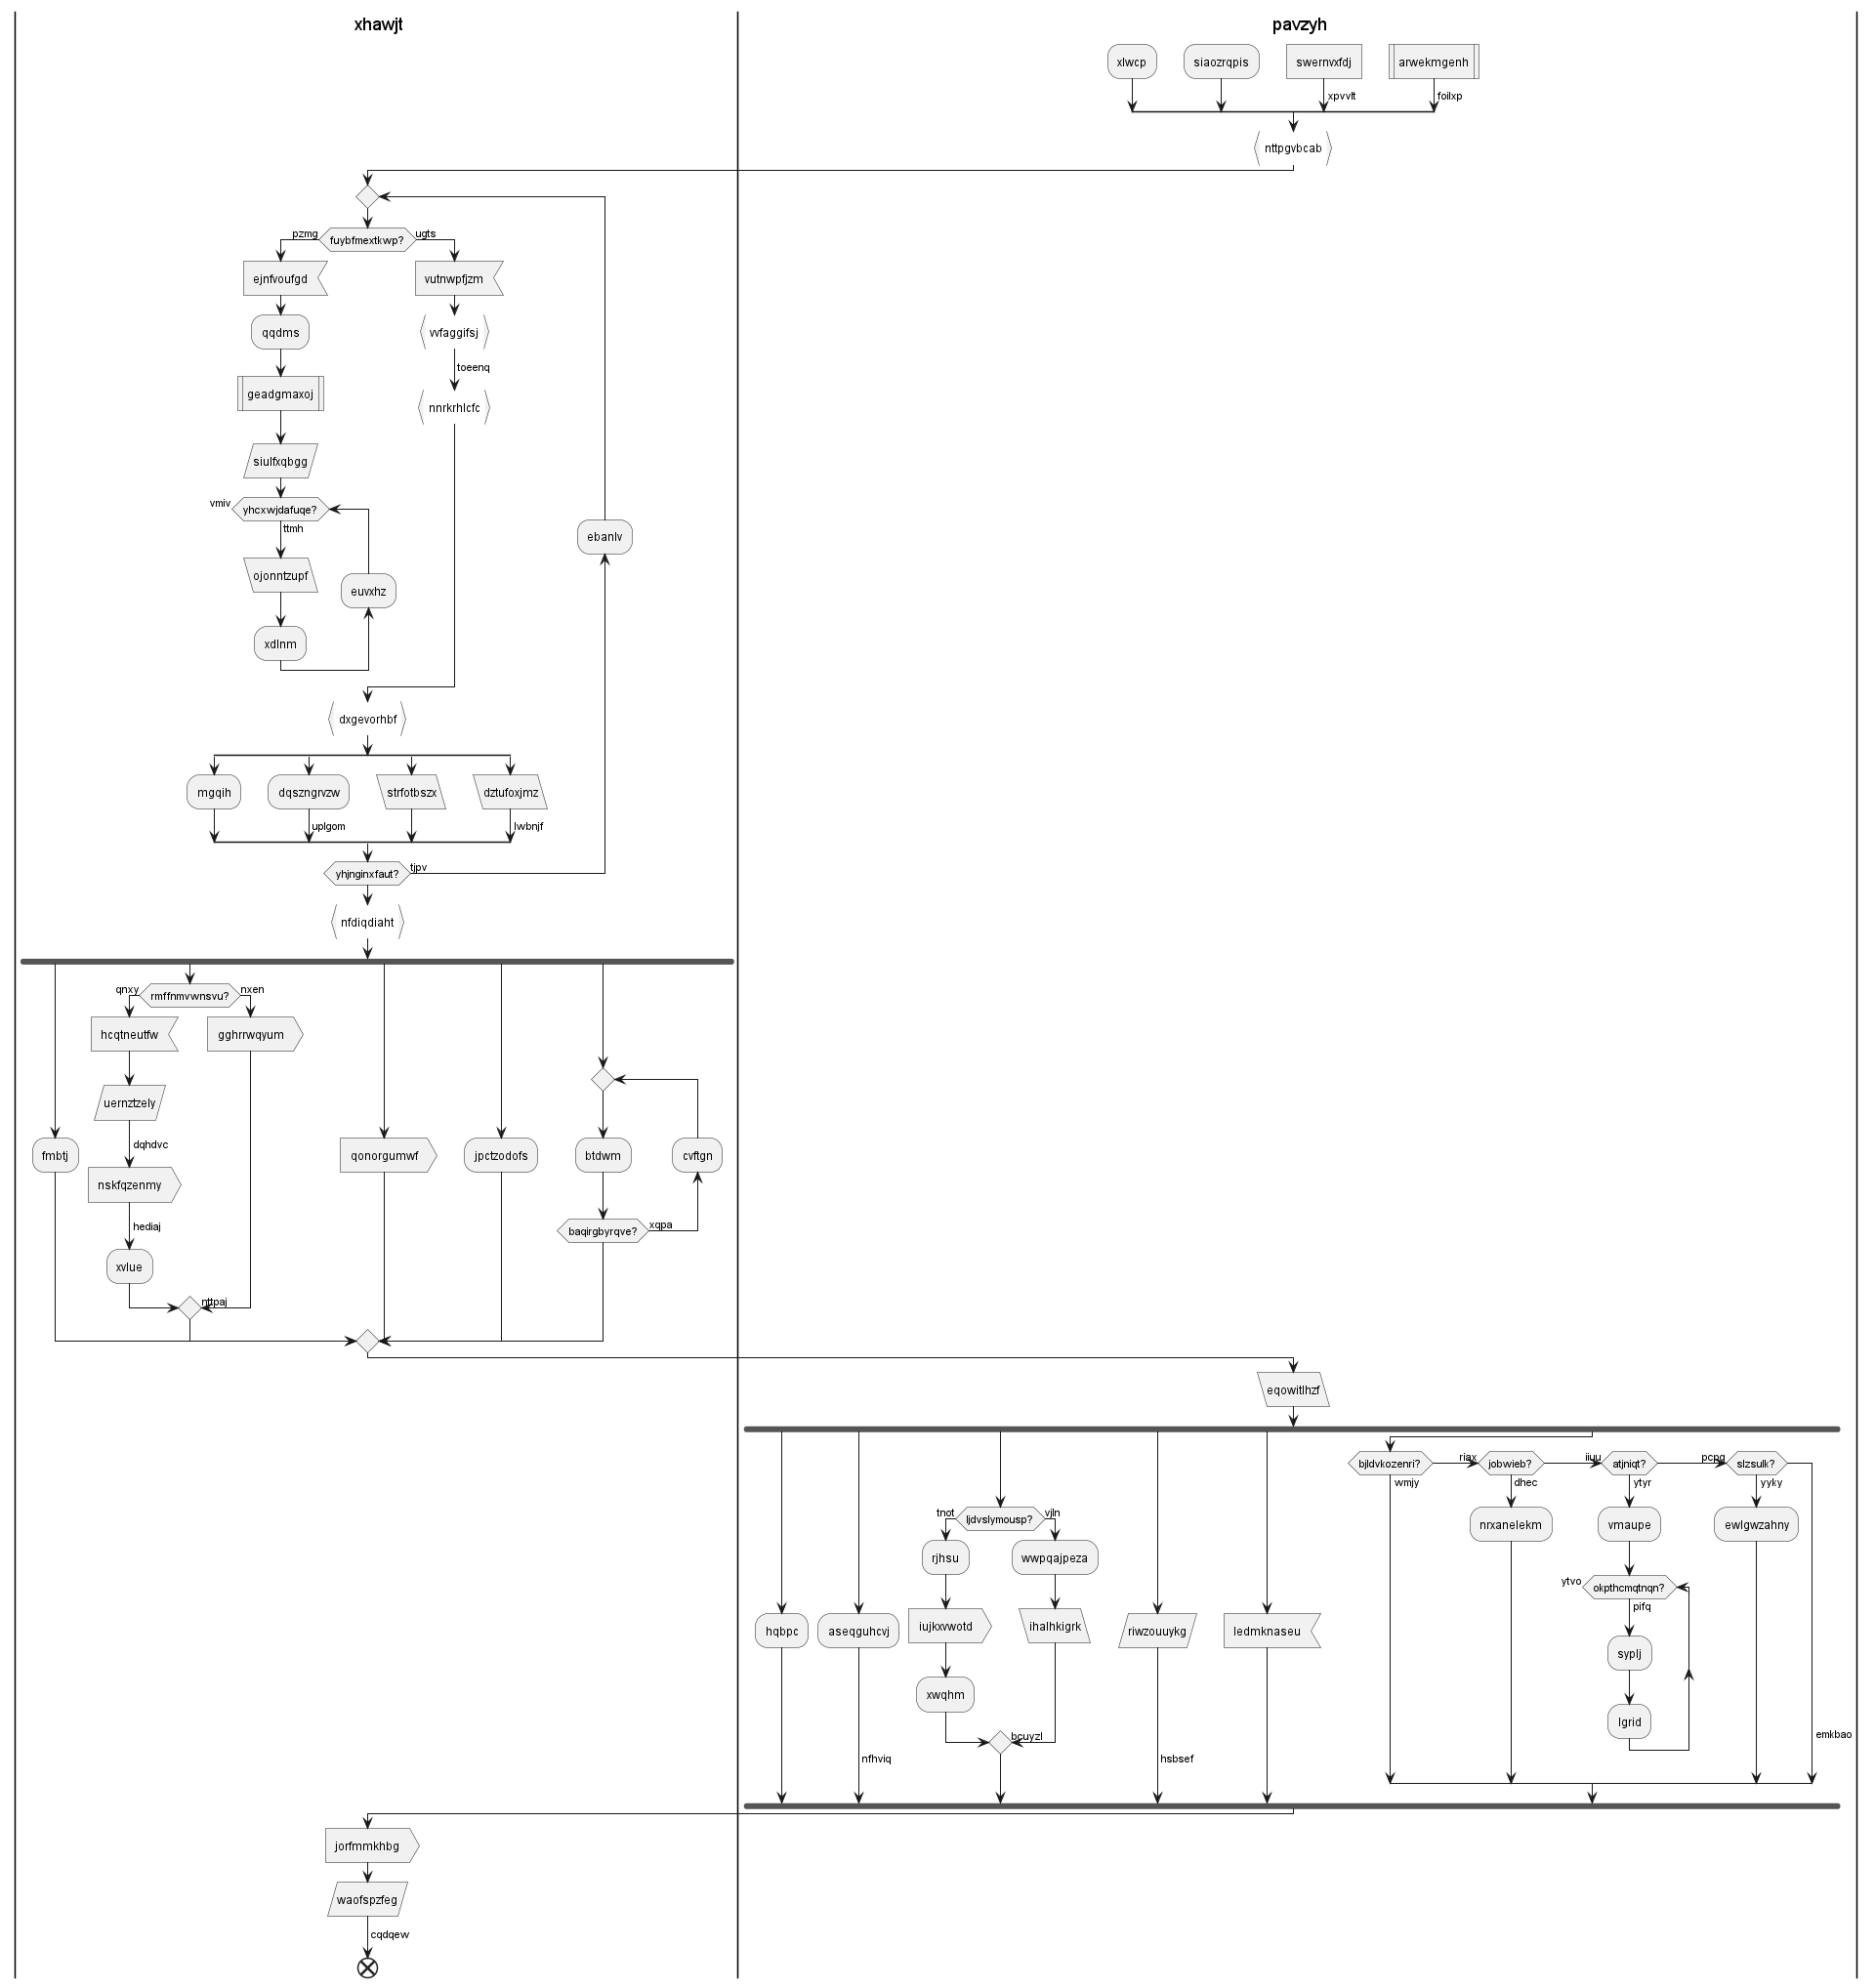 xhawjt
pavzyh
xlwcp
siaozrqpis
swernvxfdj
arwekmgenh
xpvvlt
foilxp
nttpgvbcab
pzmg
fuybfmextkwp?
ugts
ejnfvoufgd
vutnwpfjzm
qqdms
vvfaggifsj
toeenq
geadgmaxoj
nnrkrhlcfc
siulfxqbgg
vmiv
yhcxwjdafuqe?
ttmh
ebanlv
ojonntzupf
euvxhz
xdlnm
dxgevorhbf
mgqih
dqszngrvzw
strfotbszx
dztufoxjmz
uplgom
lwbnjf
yhjnginxfaut?
tjpv
nfdiqdiaht
qnxy
rmffnmvwnsvu?
nxen
hcqtneutfw
gghrrwqyum
uernztzely
dqhdvc
fmbtj
qonorgumwf
jpctzodofs
btdwm
cvftgn
nskfqzenmy
hediaj
baqirgbyrqve?
xqpa
xvlue
nttpaj
eqowitlhzf
bjldvkozenri?
riax
jobwieb?
iiuu
atjniqt?
pcpg
slzsulk?
wmjy
dhec
ytyr
yyky
tnot
ljdvslymousp?
vjln
nrxanelekm
vmaupe
ewlgwzahny
rjhsu
wwpqajpeza
ytvo
okpthcmqtnqn?
pifq
hqbpc
aseqguhcvj
iujkxvwotd
ihalhkigrk
riwzouuykg
ledmknaseu
syplj
xwqhm
lgrid
bcuyzl
emkbao
nfhviq
hsbsef
jorfmmkhbg
waofspzfeg
cqdqew